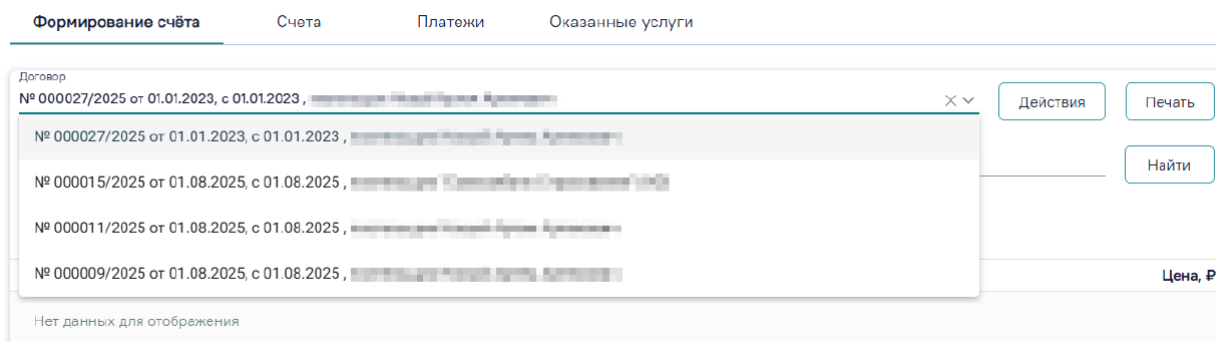 Формирование счёта Счета Платежи Оказанные услуги
Договор
№ 000027/2025 от 01.01.2023, с 01.01.2023 ,
Действия Печать
№ 000027/2025 от 01.01.2023, с 01.01.2023 ,
Найти
№ 000015/2025 от 01.08.2025, с 01.08.2025 ,
№ 000011/2025 от 01.08.2025, с 01.08.2025 ,
№ 000009/2025 от 01.08.2025, с 01.08.2025 ,
Цена, ₽
Нет данных для отображения